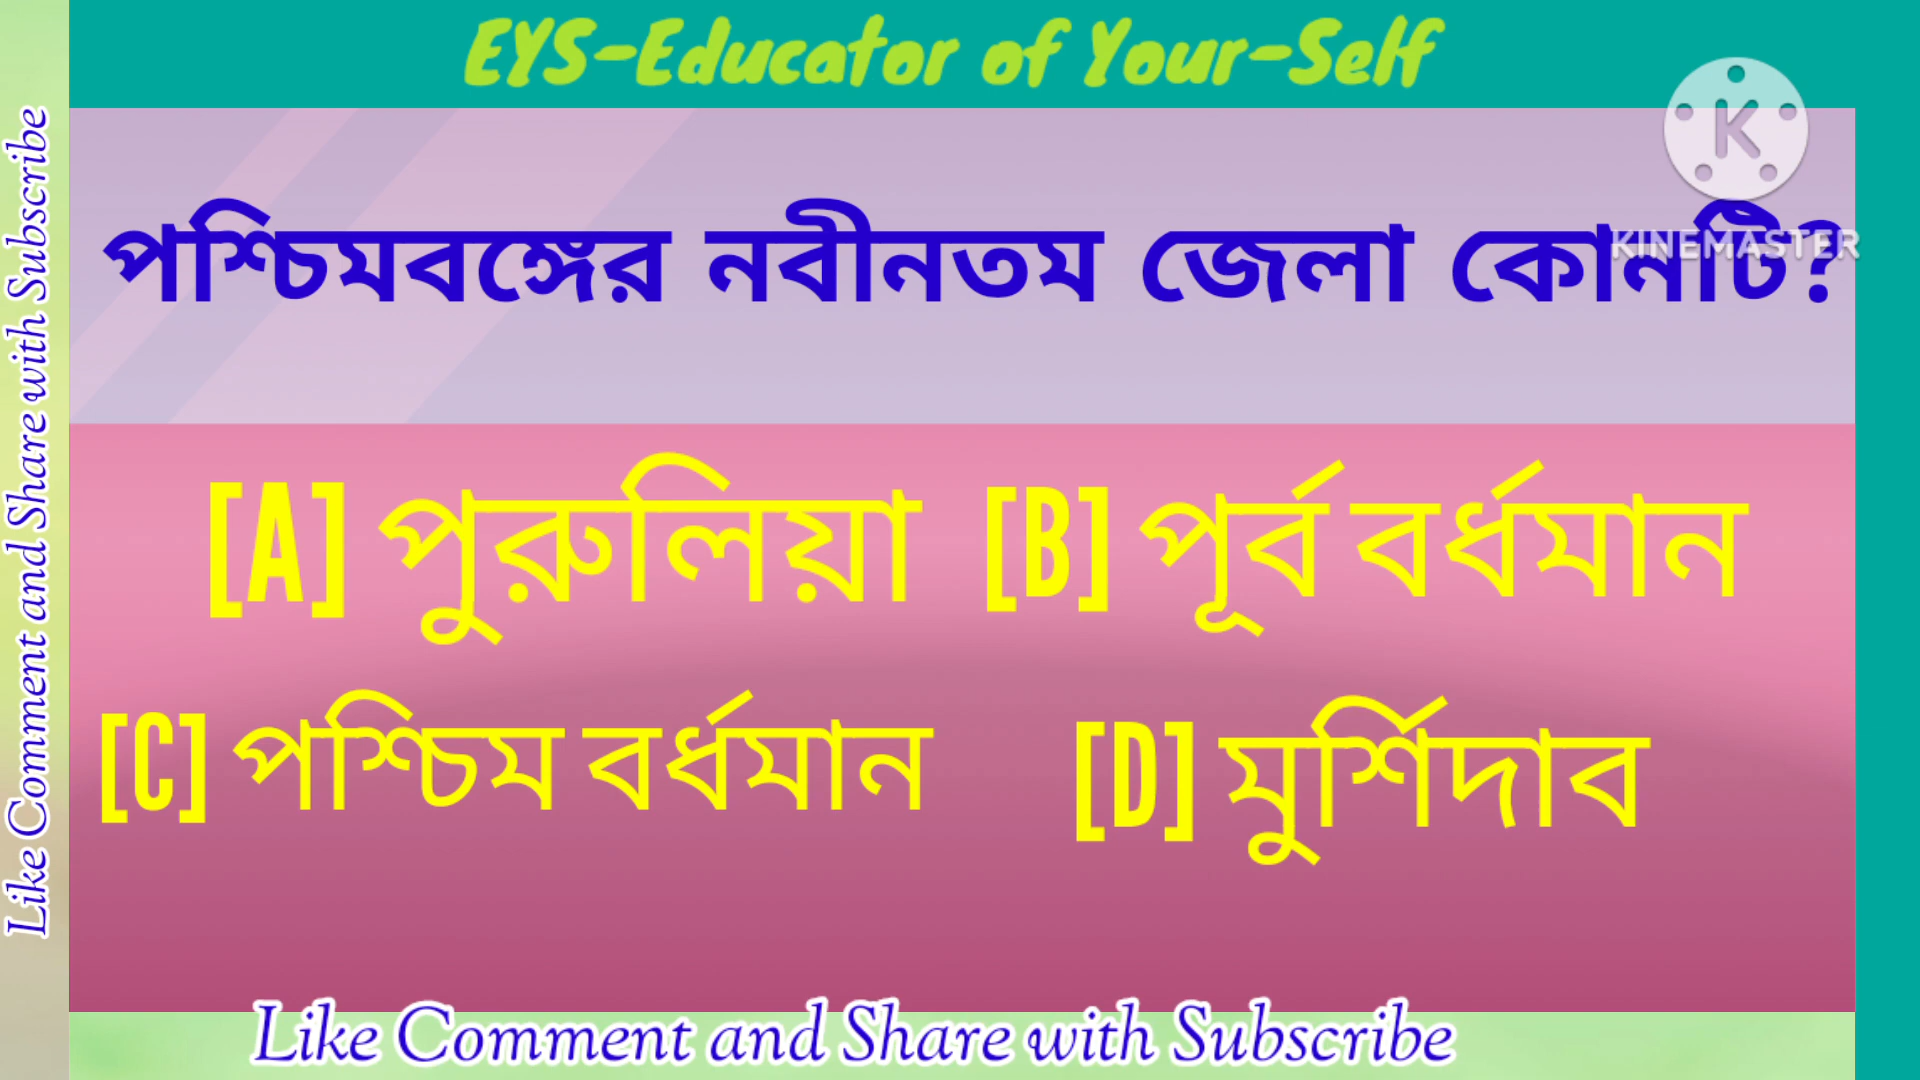 EYS-Educator of Your-Self
KINEMASTER
পশ্চিমবঙ্গের নবীনতম জেলা কোনটি?
[A] পুরুলিয়া [B] পূর্ব বর্ধমান
[C] পশ্চিম বর্ধমান [D] মুর্শিদাব
Like Comment and Share with Subscribe
Like Comment and Share with Subscribe